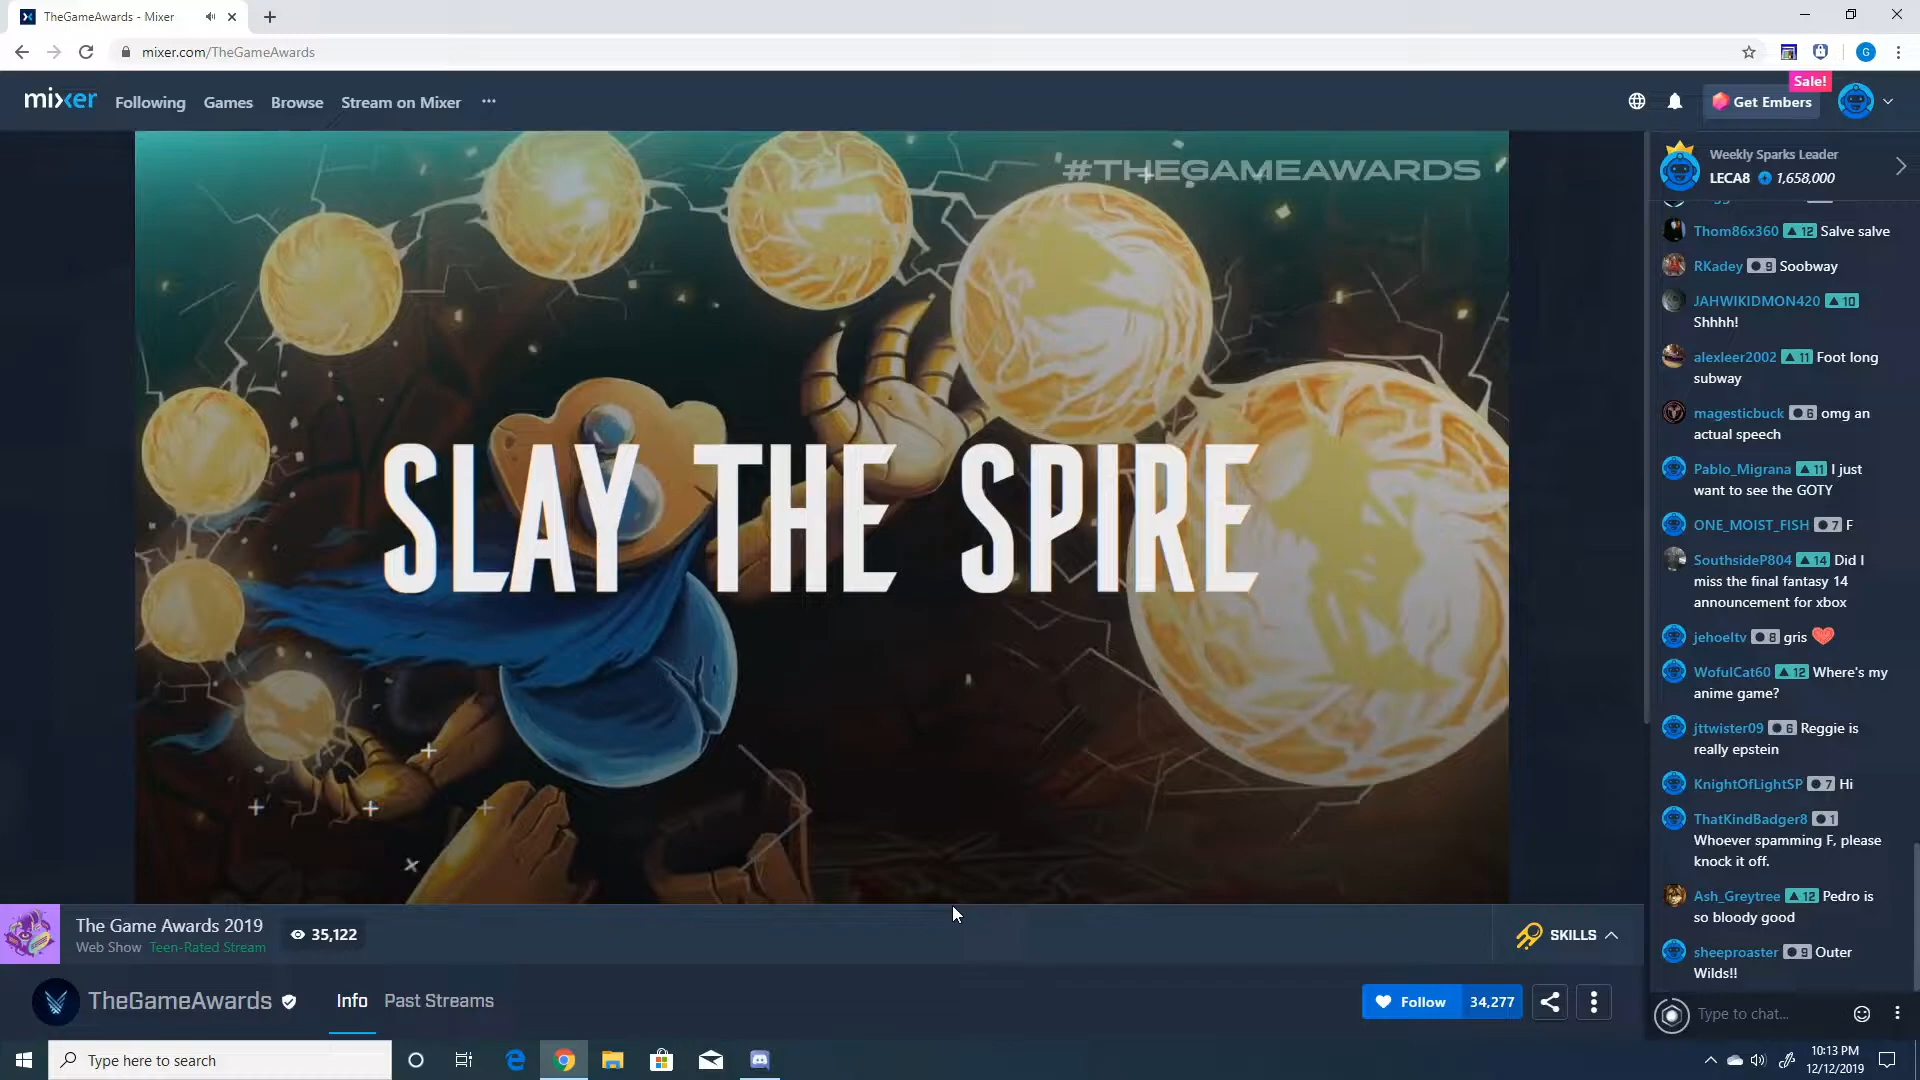 TheGameAwards - Mixer
mixer.com/TheGameAwards
G
Sale!
mixer Following Games Browse Stream on Mixer ···
Get Embers
#THEGAMEAWARDS
SLAY THE SPIRE
Weekly Sparks Leader
LECA8 1,658,000
Thom86x360 12 Salve salve
RKadey 9 Soobway
JAHWIKIDMON420 10
Shhhh!
alexleer2002 11 Foot long
subway
magesticbuck 6 omg an
actual speech
Pablo_Migrana 11 I just
want to see the GOTY
ONE_MOIST_FISH 7 F
SouthsideP804 14 Did I
miss the final fantasy 14
announcement for xbox
jehoeltv 8 gris
WofulCat60 12 Where's my
anime game?
jttwister09 6 Reggie is
really epstein
KnightOfLightSP 7 Hi
ThatKindBadger8 1
Whoever spamming F, please
knock it off.
Ash_Greytree 12 Pedro is
so bloody good
sheeproaster 9 Outer
Wilds!!
Type to chat...
The Game Awards 2019
Web Show Teen-Rated Stream
35,122
SKILLS
TheGameAwards
Info Past Streams
Follow 34,277
Type here to search
10:13 PM
12/12/2019